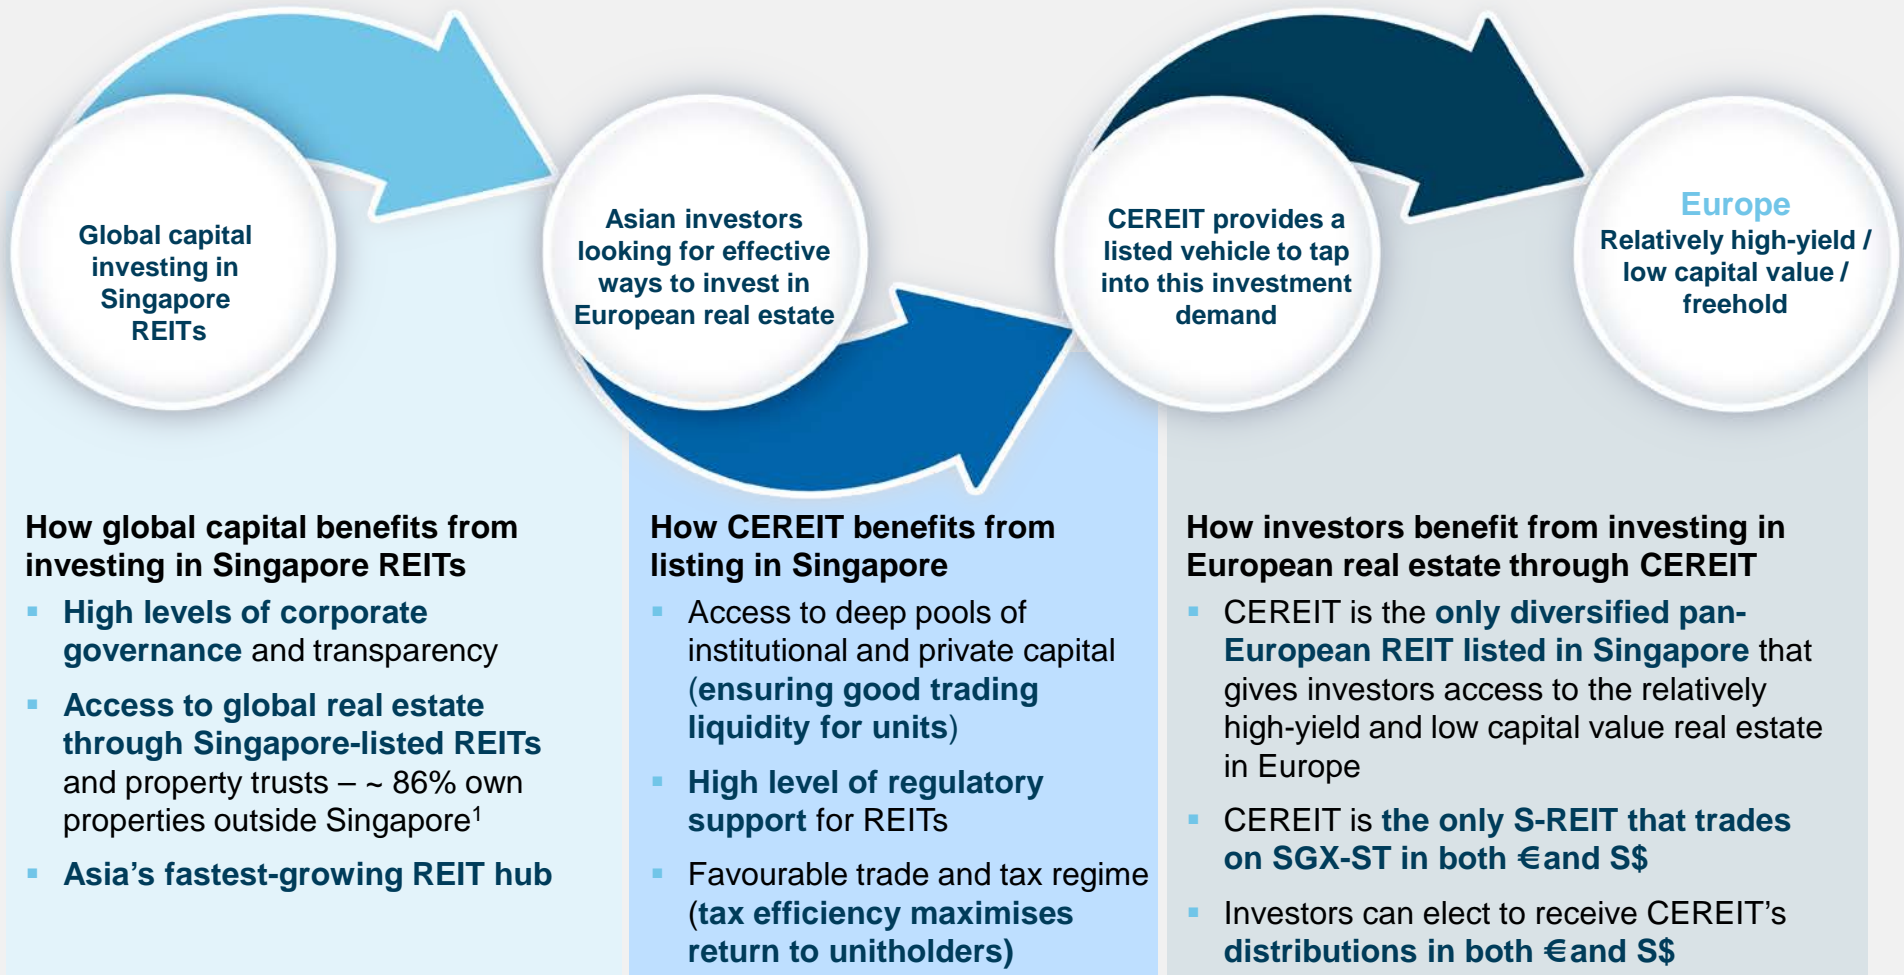 Global capital
investing in
Singapore
REITs
Asian investors
looking for effective
ways to invest in
European real estate
CEREIT provides a
listed vehicle to tap
into this investment
demand
Europe
Relatively high-yield /
low capital value /
freehold
How global capital benefits from
investing in Singapore REITs
▪ High levels of corporate
governance and transparency
▪ Access to global real estate
through Singapore-listed REITs
and property trusts – ~ 86% own
properties outside Singapore¹
▪ Asia’s fastest-growing REIT hub
How CEREIT benefits from
listing in Singapore
▪ Access to deep pools of
institutional and private capital
(ensuring good trading
liquidity for units)
▪ High level of regulatory
support for REITs
▪ Favourable trade and tax regime
(tax efficiency maximises
return to unitholders)
How investors benefit from investing in
European real estate through CEREIT
▪ CEREIT is the only diversified pan-
European REIT listed in Singapore that
gives investors access to the relatively
high-yield and low capital value real estate
in Europe
▪ CEREIT is the only S-REIT that trades
on SGX-ST in both €and S$
▪ Investors can elect to receive CEREIT’s
distributions in both €and S$